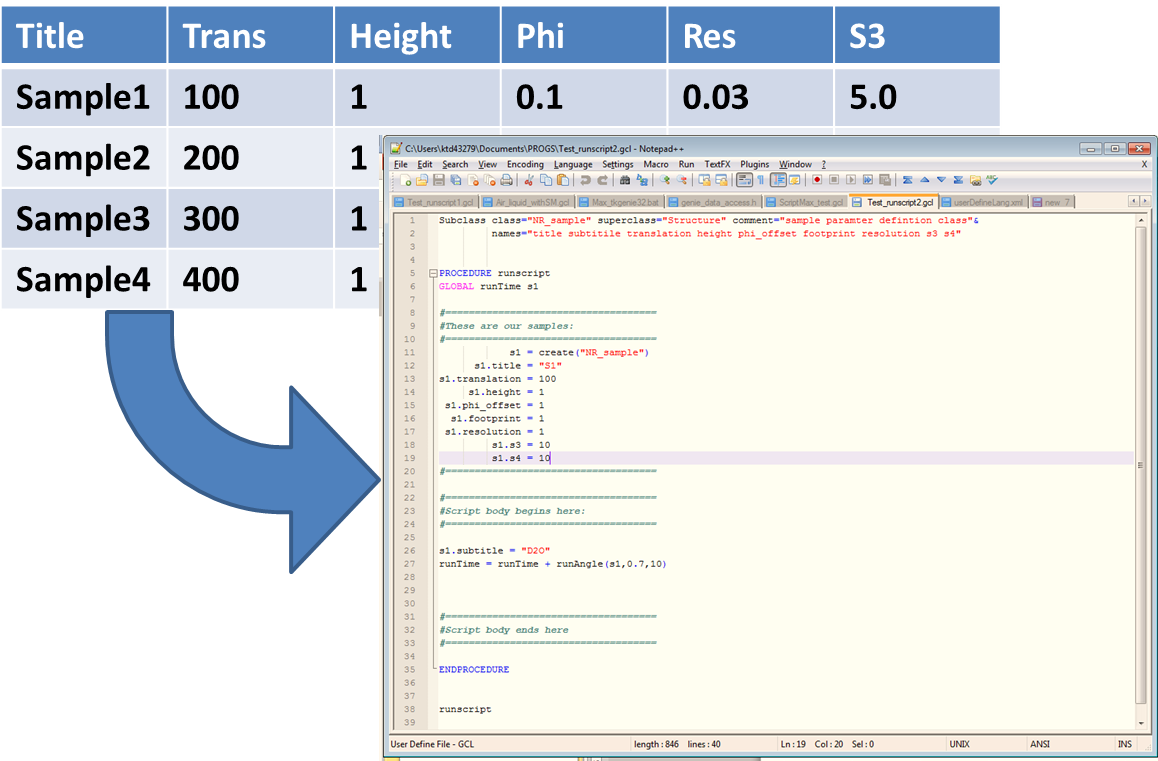 Title Trans Height Phi Res S3
Sample1 100 1 0.1 0.03 5.0
Sample2 200 1
Sample3 300 1
Sample4 400 1
C:\Users\ktd43279\Documents\PROGS\Test_runscript2.gcl - Notepad++
File Edit Search View Encoding Language Settings Macro Run TextFX Plugins Window ? X
Test_runscript1.gcl Air_liquid_withSM.gcl Max_tkgenie32.bat genie_data_access.h ScriptMax_test.gcl Test_runscript2.gcl userDefineLang.xml new 7
1 Subclass class="NR_sample" superclass="Structure" comment="sample paramter defintion class"&
2 names="title subtitile translation height phi_offset footprint resolution s3 s4"
3
4
5 PROCEDURE runscript
6 GLOBAL runTime s1
7
8 #===================================
9 #These are our samples:
10 #===================================
11 s1 = create("NR_sample")
12 s1.title = "S1"
13 s1.translation = 100
14 s1.height = 1
15 s1.phi_offset = 1
16 s1.footprint = 1
17 s1.resolution = 1
18 s1.s3 = 10
19 s1.s4 = 10
20 #===================================
21
22 #===================================
23 #Script body begins here:
24 #===================================
25
26 s1.subtitle = "D2O"
27 runTime = runTime + runAngle(s1,0.7,10)
28
29
30
31 #===================================
32 #Script body ends here
33 #===================================
34
35 ENDPROCEDURE
36
37
38 runscript
39
User Define File - GCL length : 846 lines : 40 Ln : 19 Col : 20 Sel : 0 UNIX ANSI INS